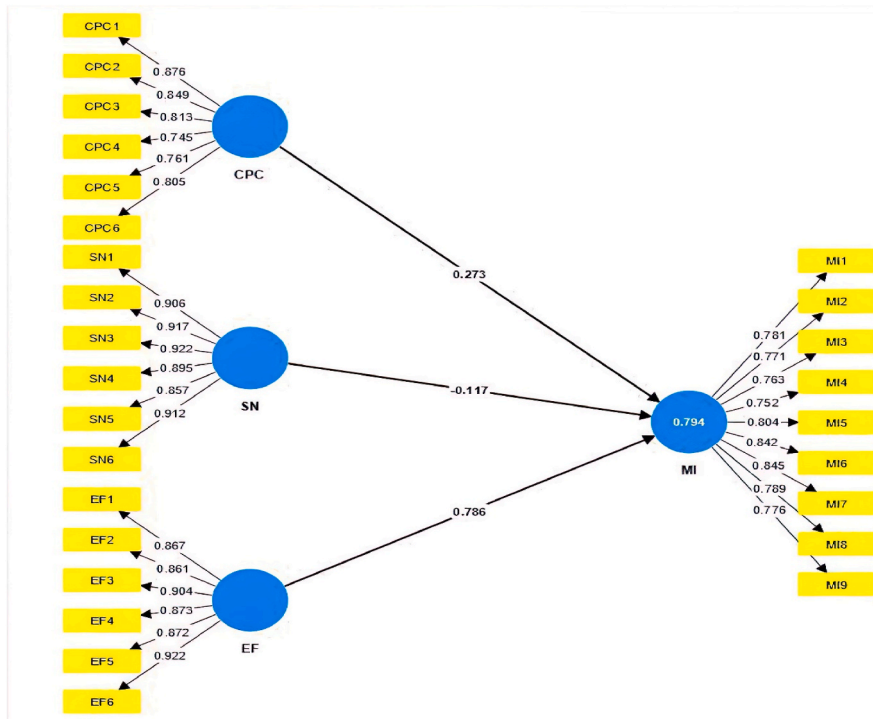 CPC1
CPC2
CPC3
CPC4
CPC5
CPC6
0.876
0.849
0.813
0.745
0.761
0.805
CPC
SN1
SN2
SN3
SN4
SN5
SN6
0.906
0.917
0.922
0.895
0.857
0.912
SN
EF1
EF2
EF3
EF4
EF5
EF6
0.867
0.861
0.904
0.873
0.872
0.922
EF
0.273
-0.117
0.786
0.794
MI
0.781
0.771
0.763
0.752
0.804
0.842
0.845
0.789
0.776
MI1
MI2
MI3
MI4
MI5
MI6
MI7
MI8
MI9